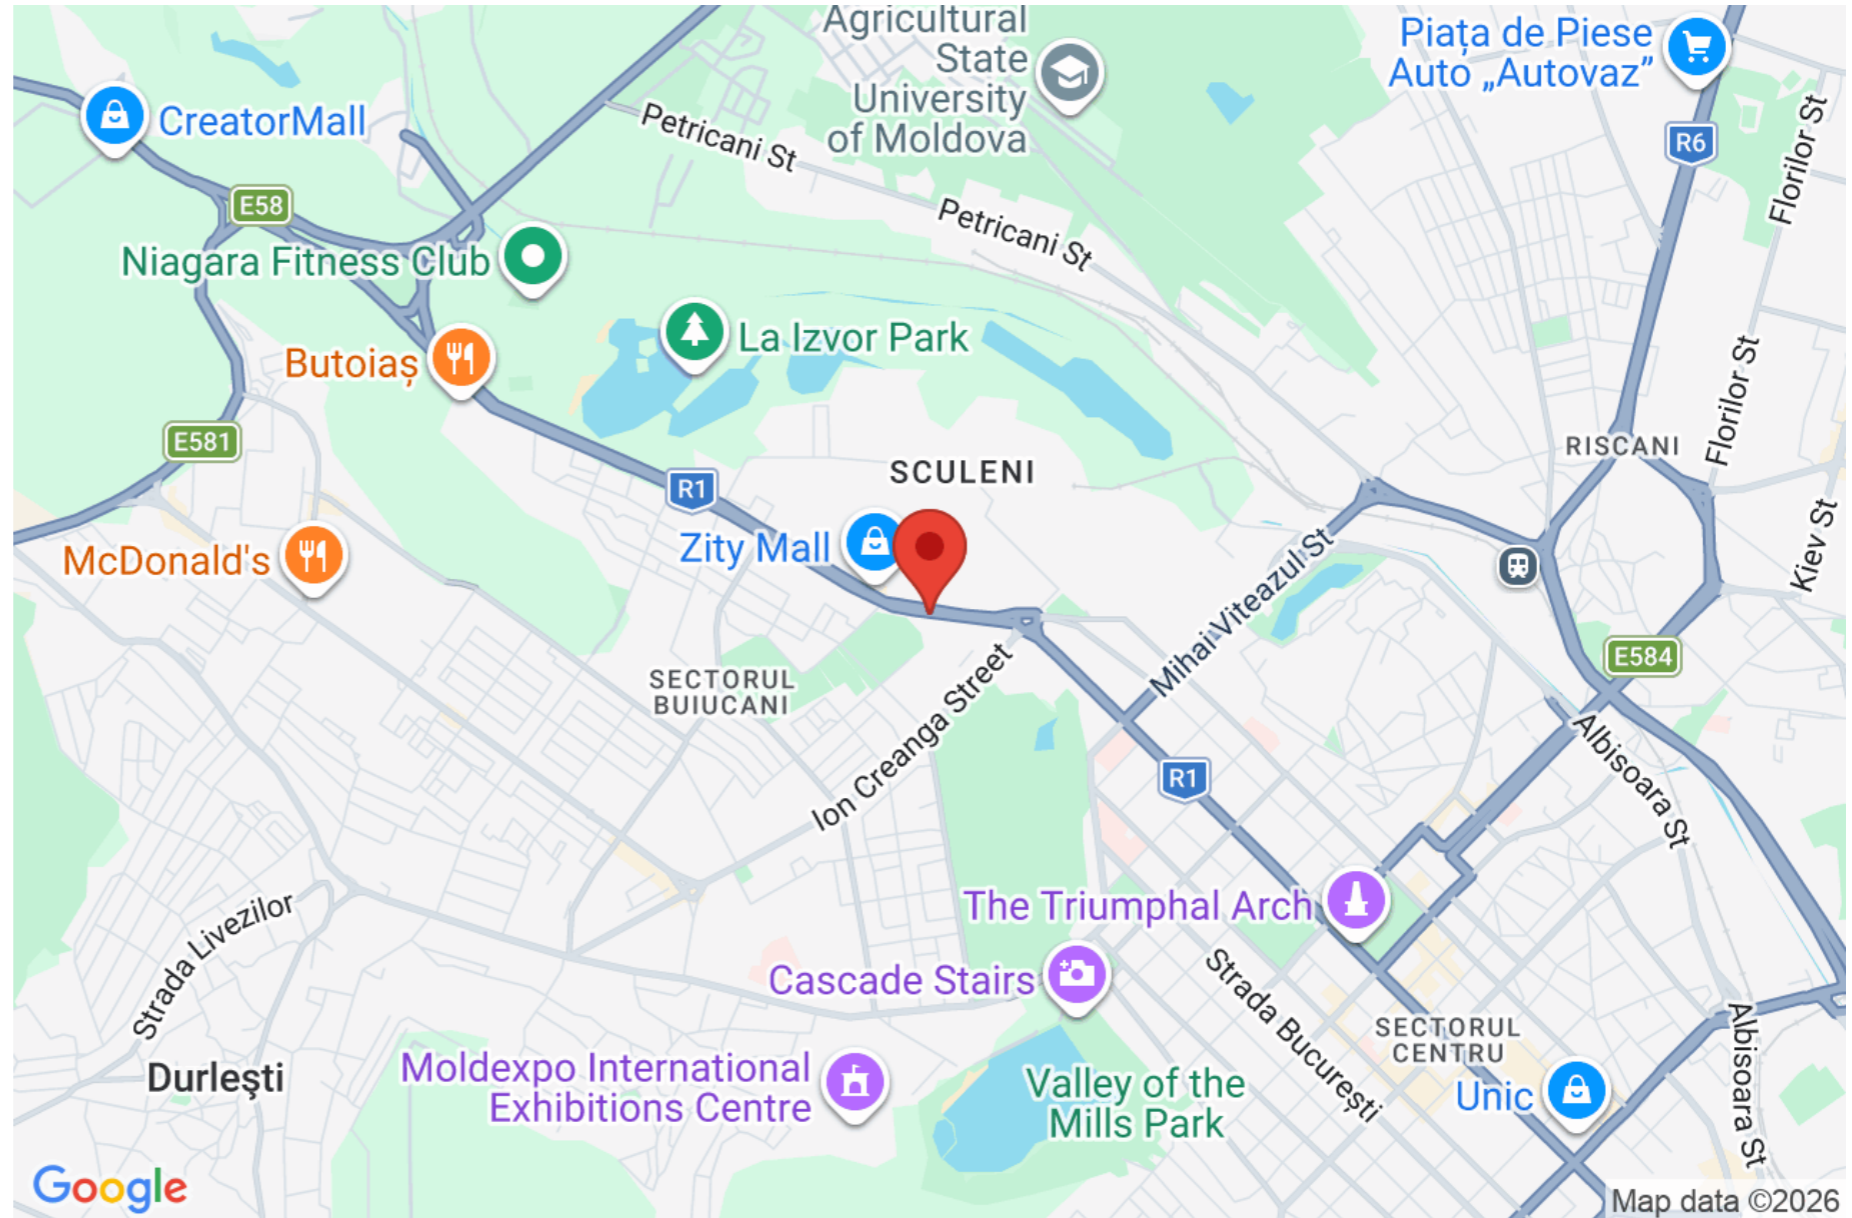 Agricultural
State
University
of Moldova
Piața de Piese
Auto „Autovaz”
CreatorMall
Petricani St
R6
Florilor St
E58
Petricani St
Niagara Fitness Club
La Izvor Park
Butoiaș
Florilor St
E581
RISCANI
SCULENI
R1
Zity Mall
McDonald's
Mihai Viteazul St
Kiev St
E584
SECTORUL
BUIUCANI
Ion Creanga Street
R1
Albisoara St
The Triumphal Arch
Strada Livezilor
Cascade Stairs
Strada București
SECTORUL
CENTRU
Albisoara St
Durleşti
Moldexpo International
Exhibitions Centre
Valley of the
Mills Park
Unic
Google
Map data ©2026